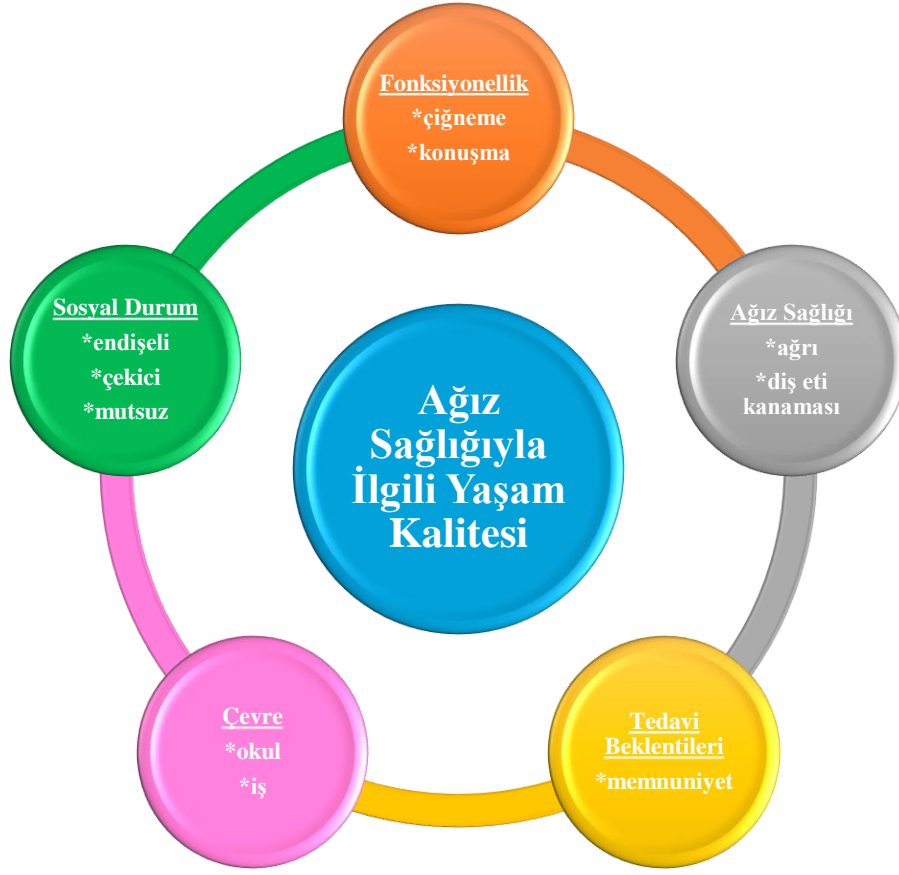 Fonksiyonellik
*çiğneme
*konuşma
Ağız Sağlığı
*ağrı
*diş eti
kanaması
Tedavi
Beklentileri
*memnuniyet
Çevre
*okul
*iş
Sosyal Durum
*endişeli
*çekici
*mutsuz
Ağız
Sağlığıyla
İlgili Yaşam
Kalitesi